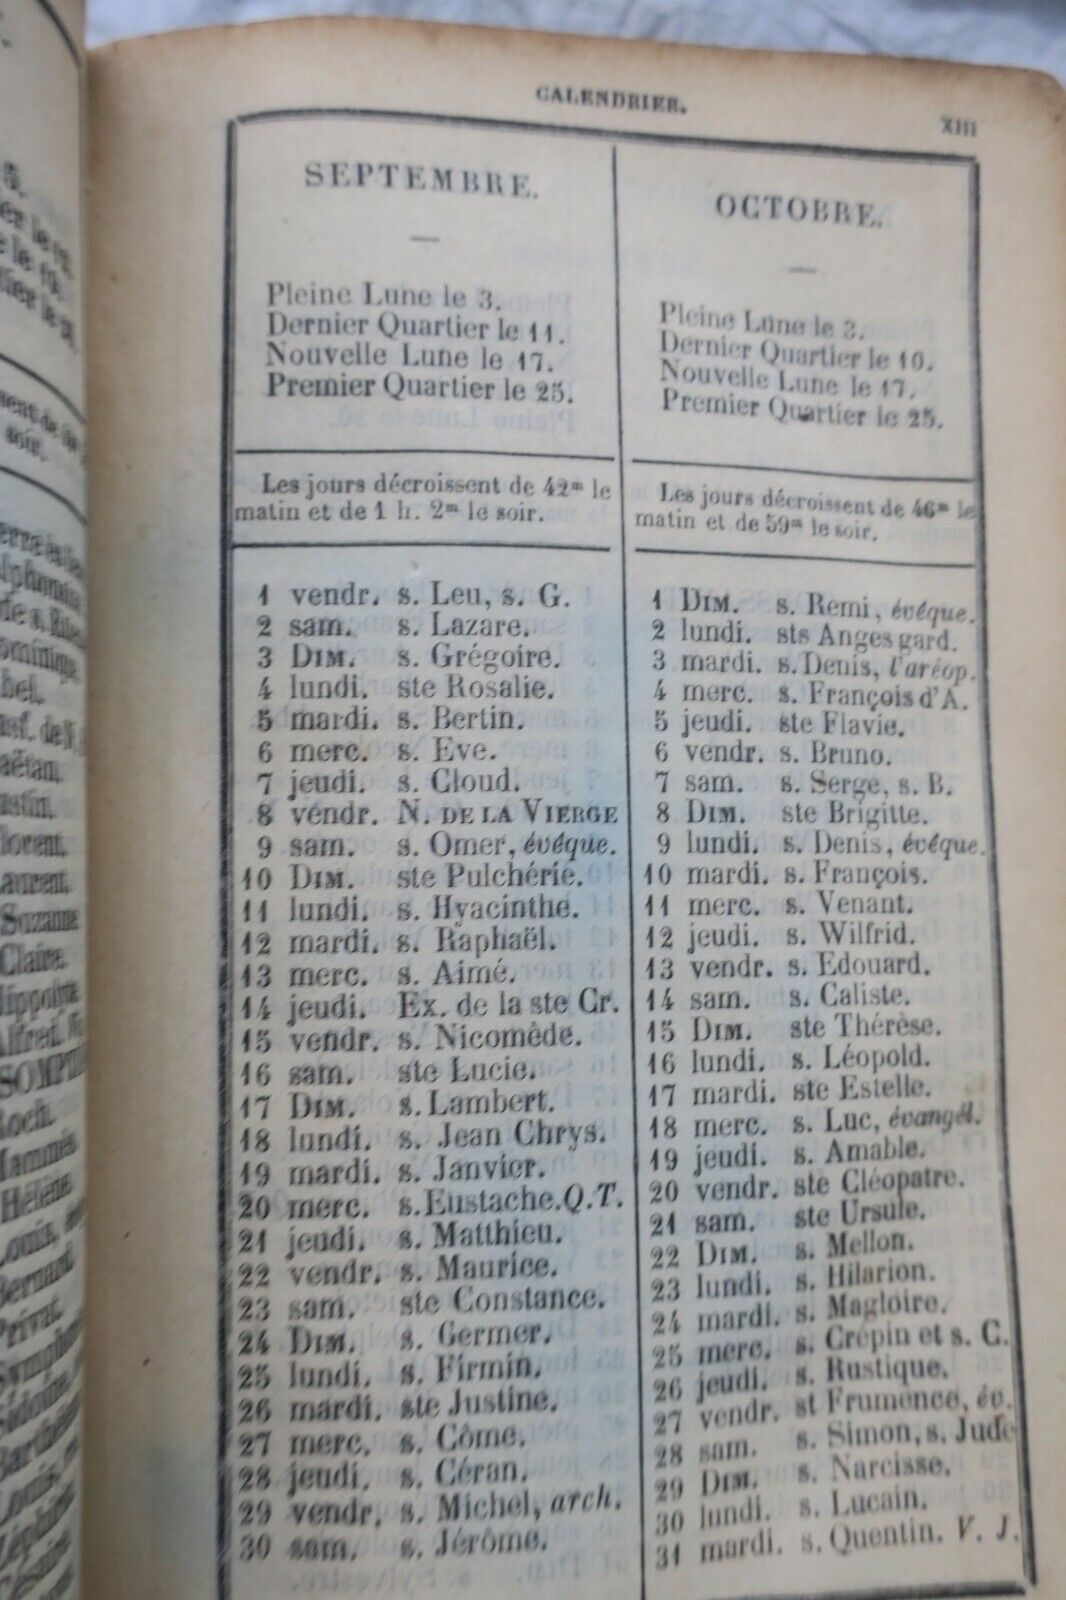 CALENDRIER.
XIII
SEPTEMBRE.
Pleine Lune le 3.
Dernier Quartier le 11.
Nouvelle Lune le 17.
Premier Quartier le 25.
Les jours décroissent de 42m le
matin et de 1 h. 2m le soir.
1 vendr. s. Leu, s. G.
2 sam. s. Lazare.
3 DIM. s. Grégoire.
4 lundi. ste Rosalie.
5 mardi. s. Bertin.
6 merc. s. Eve.
7 jeudi. s. Cloud.
8 vendr. N. DE LA VIERGE
9 sam. s. Omer, évêque.
10 DIM. ste Pulchérie.
11 lundi. s. Hyacinthe.
12 mardi. s. Raphaël.
13 merc. s. Aimé.
14 jeudi. Ex. de la ste Cr.
15 vendr. s. Nicomède.
16 sam. ste Lucie.
17 DIM. s. Lambert.
18 lundi. s. Jean Chrys.
19 mardi. s. Janvier.
20 merc. s. Eustache. Q. T.
21 jeudi. s. Matthieu.
22 vendr. s. Maurice.
23 sam. ste Constance.
24 DIM. s. Germer.
25 lundi. s. Firmin.
26 mardi. ste Justine.
27 merc. s. Côme.
28 jeudi. s. Céran.
29 vendr. s. Michel, arch.
30 sam. s. Jérôme.
OCTOBRE.
Pleine Lune le 3.
Dernier Quartier le 10.
Nouvelle Lune le 17.
Premier Quartier le 25.
Les jours décroissent de 46m le
matin et de 59m le soir.
1 DIM. s. Remi, évêque.
2 lundi. sts Anges gard.
3 mardi. s. Denis, l'aréop.
4 merc. s. François d'A.
5 jeudi. ste Flavie.
6 vendr. s. Bruno.
7 sam. s. Serge, s. B.
8 DIM. ste Brigitte.
9 lundi. s. Denis, évêque.
10 mardi. s. François.
11 merc. s. Venant.
12 jeudi. s. Wilfrid.
13 vendr. s. Edouard.
14 sam. s. Caliste.
15 DIM. ste Thérèse.
16 lundi. s. Léopold.
17 mardi. ste Estelle.
18 merc. s. Luc, évangél.
19 jeudi. s. Amable.
20 vendr. ste Cléopatre.
21 sam. ste Ursule.
22 DIM. s. Mellon.
23 lundi. s. Hilarion.
24 mardi. s. Magloire.
25 merc. s. Crépin et s. C.
26 jeudi. s. Rustique.
27 vendr. st Frumence, év.
28 sam. s. Simon, s. Jude
29 DIM. s. Narcisse.
30 lundi. s. Lucain.
31 mardi. s. Quentin. V. J.